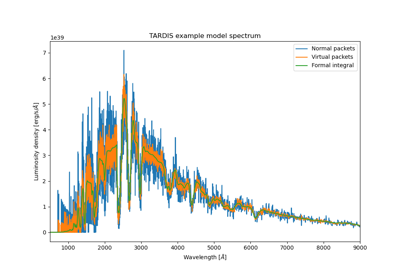 TARDIS example model spectrum
1e39
Normal packets
Virtual packets
Formal integral
7
6
5
4
3
2
1
0
Luminosity density [erg/s/Å]
1000 2000 3000 4000 5000 6000 7000 8000 9000
Wavelength [Å]